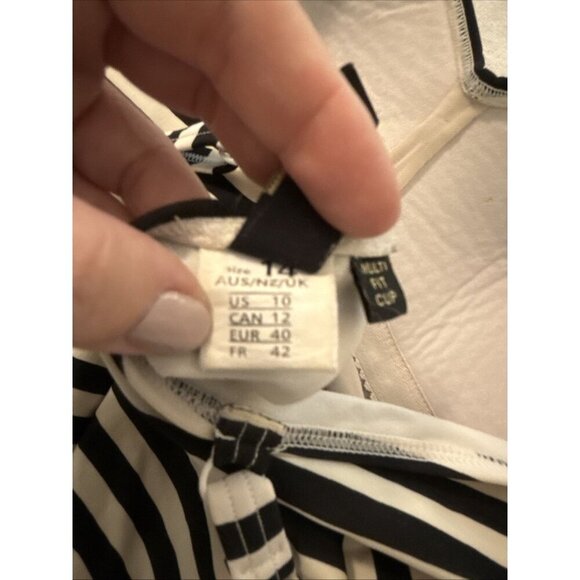 Size 14
AUS/NZ/UK
US 10
CAN 12
EUR 40
FR 42
MULTI
FIT
CUP